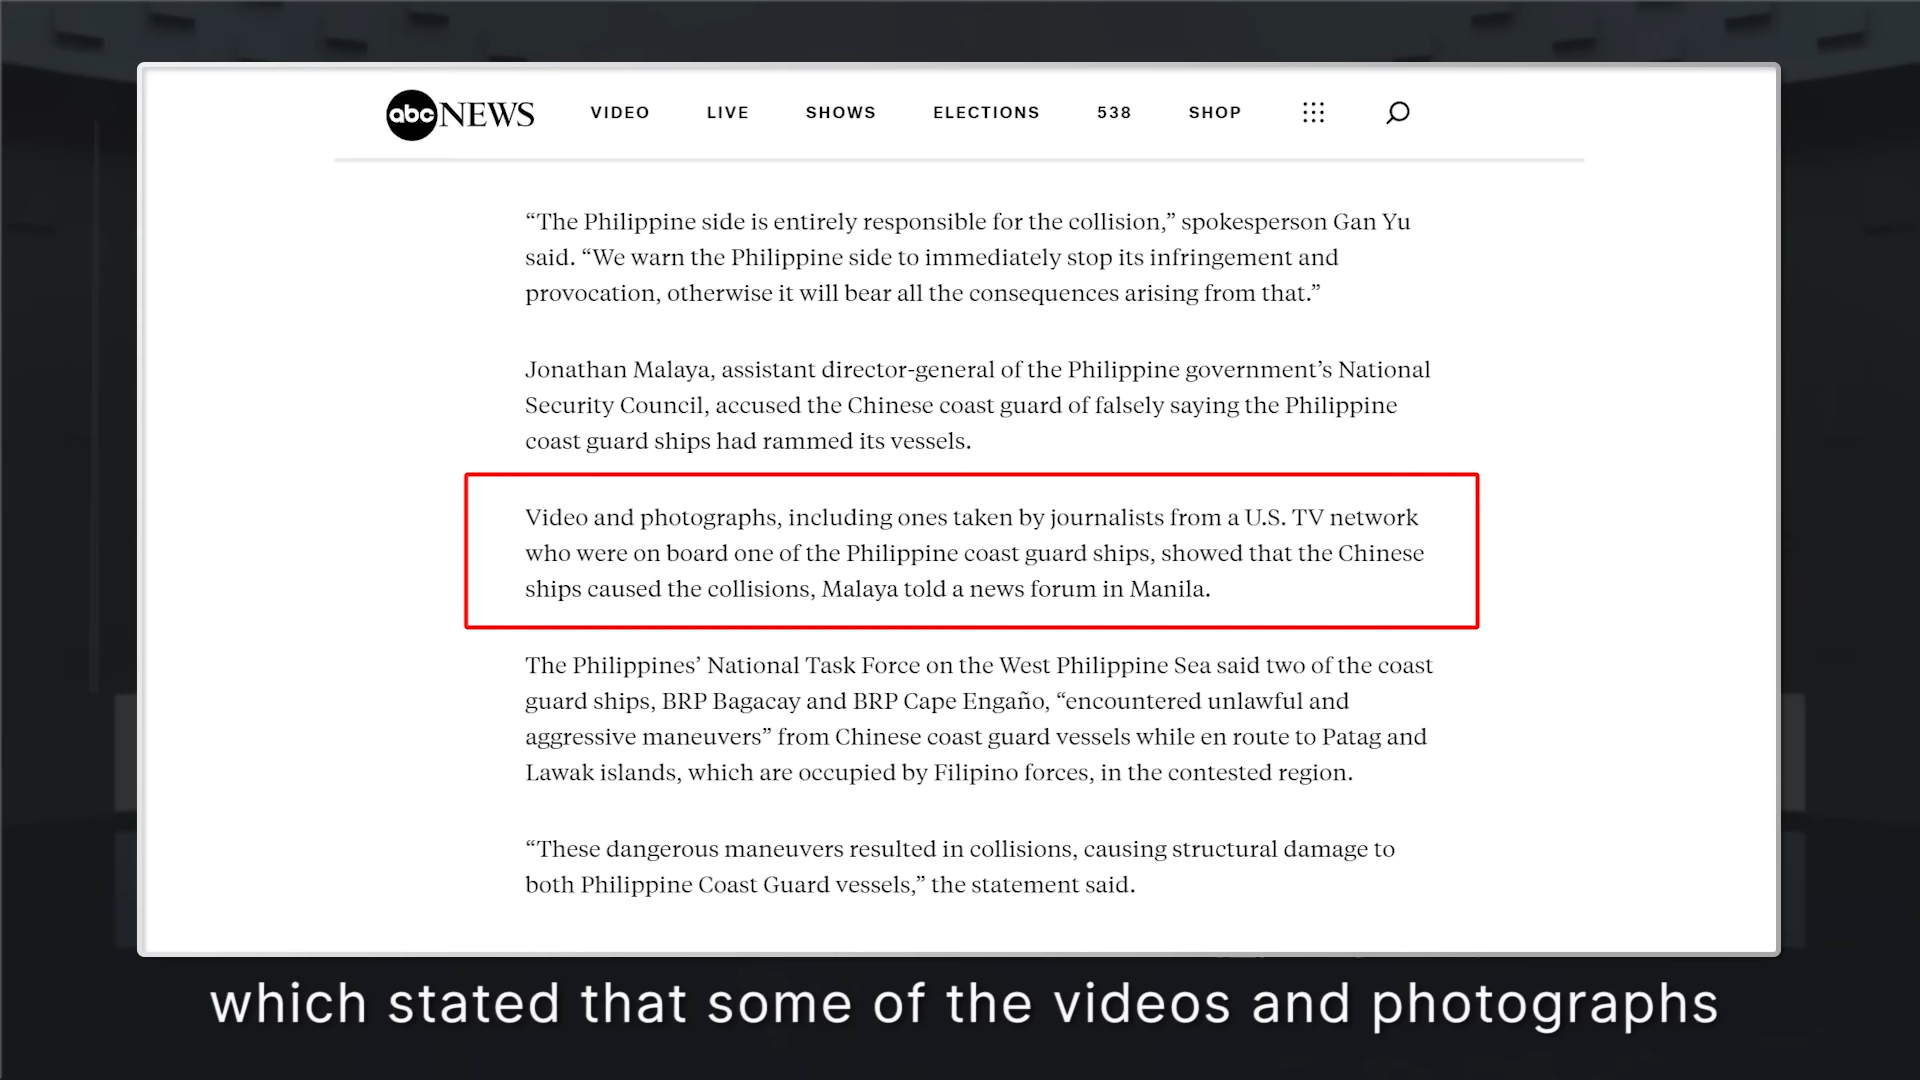 abc NEWS VIDEO LIVE SHOWS ELECTIONS 538 SHOP
“The Philippine side is entirely responsible for the collision,” spokesperson Gan Yu
said. “We warn the Philippine side to immediately stop its infringement and
provocation, otherwise it will bear all the consequences arising from that.”
Jonathan Malaya, assistant director-general of the Philippine government’s National
Security Council, accused the Chinese coast guard of falsely saying the Philippine
coast guard ships had rammed its vessels.
Video and photographs, including ones taken by journalists from a U.S. TV network
who were on board one of the Philippine coast guard ships, showed that the Chinese
ships caused the collisions, Malaya told a news forum in Manila.
The Philippines’ National Task Force on the West Philippine Sea said two of the coast
guard ships, BRP Bagacay and BRP Cape Engaño, “encountered unlawful and
aggressive maneuvers” from Chinese coast guard vessels while en route to Patag and
Lawak islands, which are occupied by Filipino forces, in the contested region.
“These dangerous maneuvers resulted in collisions, causing structural damage to
both Philippine Coast Guard vessels,” the statement said.
which stated that some of the videos and photographs